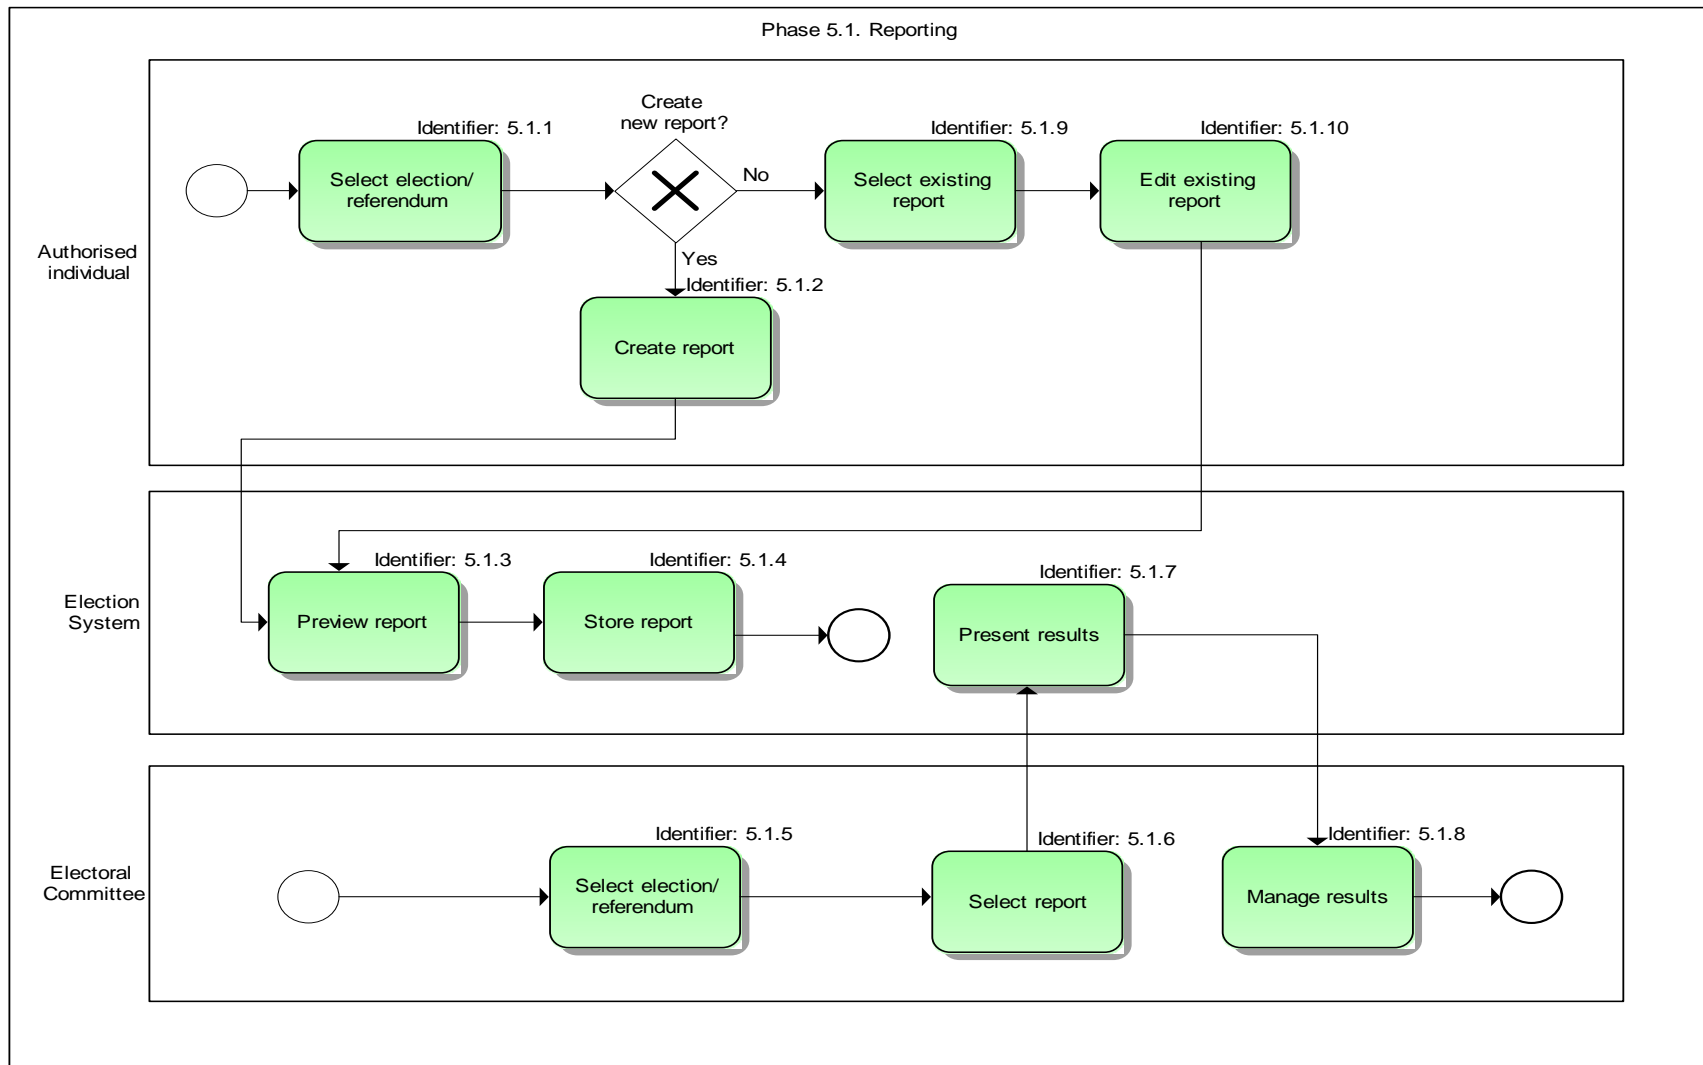 Phase 5.1. Reporting
Create
new report?
Identifier: 5.1.1
Identifier: 5.1.9
Identifier: 5.1.10
Select election/
referendum
No
Select existing
report
Edit existing
report
Authorised
individual
Yes
Identifier: 5.1.2
Create report
Identifier: 5.1.3
Identifier: 5.1.4
Identifier: 5.1.7
Election
System
Preview report
Store report
Present results
Identifier: 5.1.5
Identifier: 5.1.6
Identifier: 5.1.8
Electoral
Committee
Select election/
referendum
Select report
Manage results